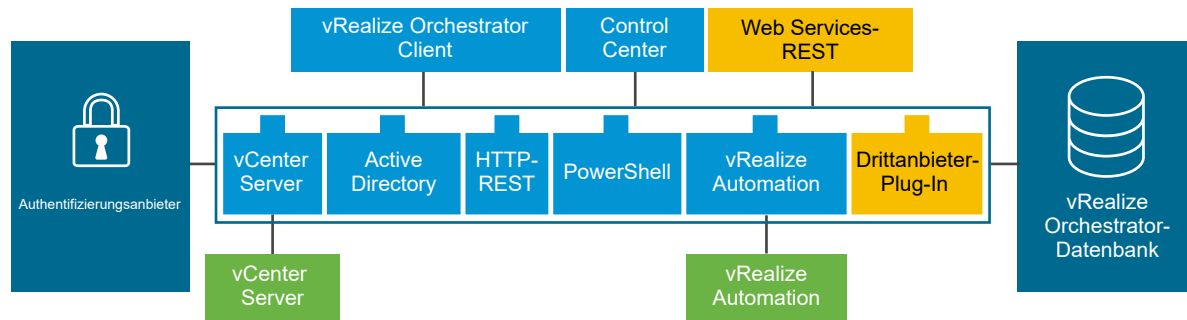 vRealize Orchestrator
Client
Control
Center
Web Services-
REST
Authentifizierungsanbieter
vCenter
Server
Active
Directory
HTTP-
REST
PowerShell
vRealize
Automation
Drittanbieter-
Plug-In
vRealize
Orchestrator-
Datenbank
vCenter
Server
vRealize
Automation